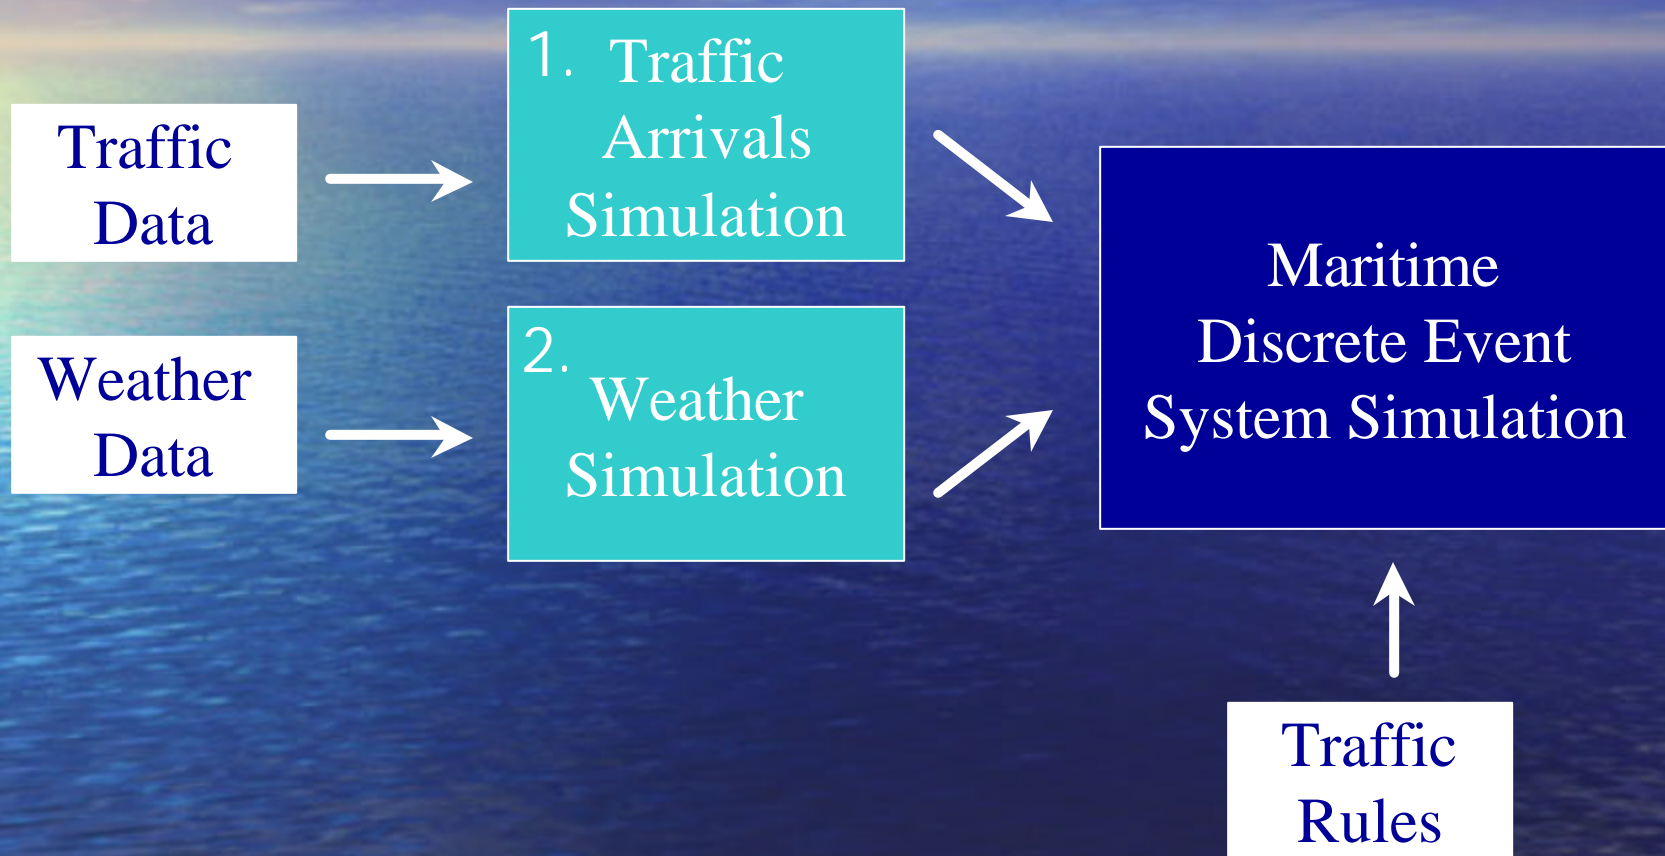 Traffic
Data
1. Traffic
Arrivals
Simulation
Weather
Data
2.
Weather
Simulation
Maritime
Discrete Event
System Simulation
Traffic
Rules